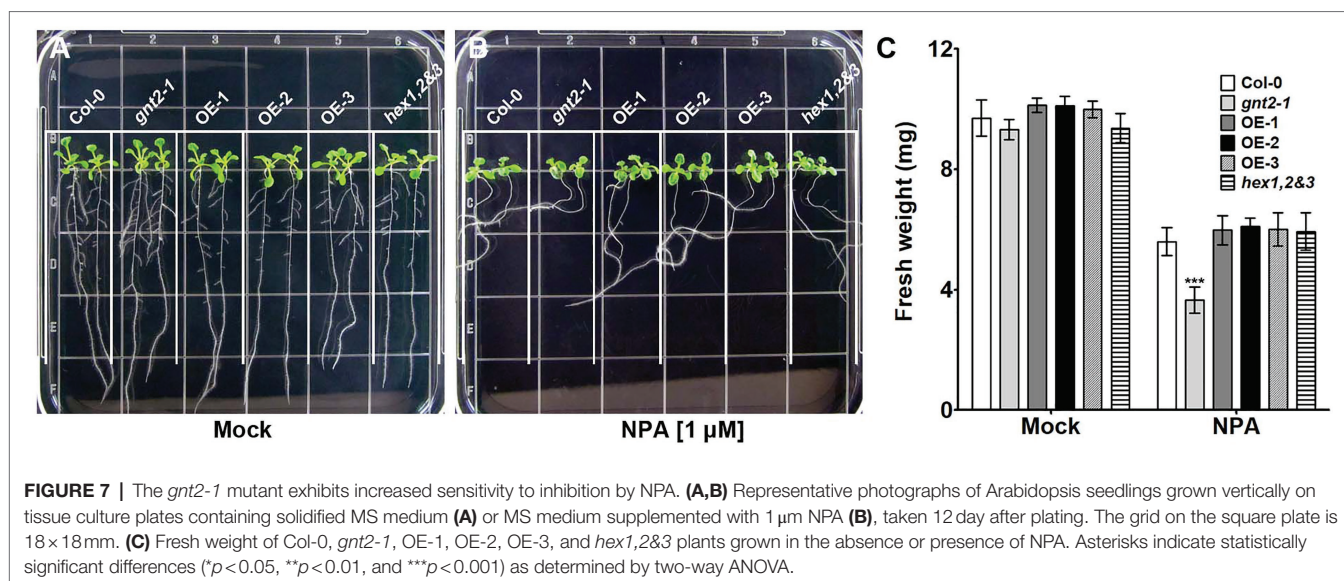 A
1 2 3 4 5 6
A
B
C
D
E
F
Col-0 gnt2-1 OE-1 OE-2 OE-3 hex1,2&3
Mock
B
1 2 3 4 5 6
A
B
C
D
E
F
Col-0 gnt2-1 OE-1 OE-2 OE-3 hex1,2&3
NPA [1 µM]
C
Fresh weight (mg)
12
8
4
0
***
Mock NPA
Col-0
gnt2-1
OE-1
OE-2
OE-3
hex1,2&3
FIGURE 7 | The gnt2-1 mutant exhibits increased sensitivity to inhibition by NPA. (A,B) Representative photographs of Arabidopsis seedlings grown vertically on
tissue culture plates containing solidified MS medium (A) or MS medium supplemented with 1 μm NPA (B), taken 12 day after plating. The grid on the square plate is
18 × 18 mm. (C) Fresh weight of Col-0, gnt2-1, OE-1, OE-2, OE-3, and hex1,2&3 plants grown in the absence or presence of NPA. Asterisks indicate statistically
significant differences (*p < 0.05, **p < 0.01, and ***p < 0.001) as determined by two-way ANOVA.